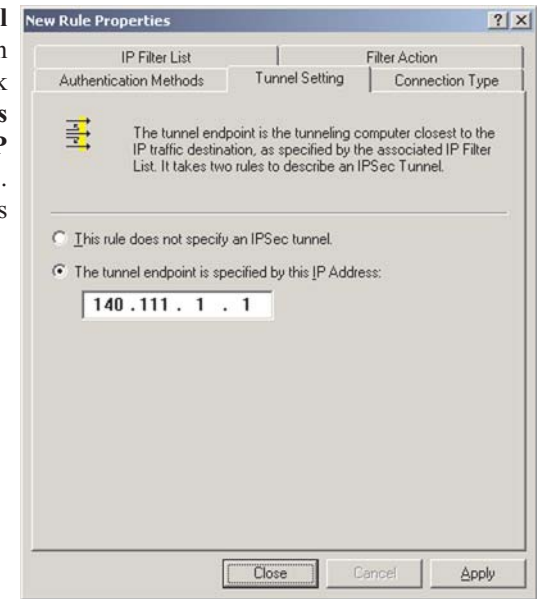 l
n
k
s
P
.
s
New Rule Properties
? ×
IP Filter List Filter Action
Authentication Methods Tunnel Setting Connection Type
The tunnel endpoint is the tunneling computer closest to the
IP traffic destination, as specified by the associated IP Filter
List. It takes two rules to describe an IPSec Tunnel.
This rule does not specify an IPSec tunnel.
The tunnel endpoint is specified by this IP Address:
140 . 111 . 1 . 1
Close Cancel Apply